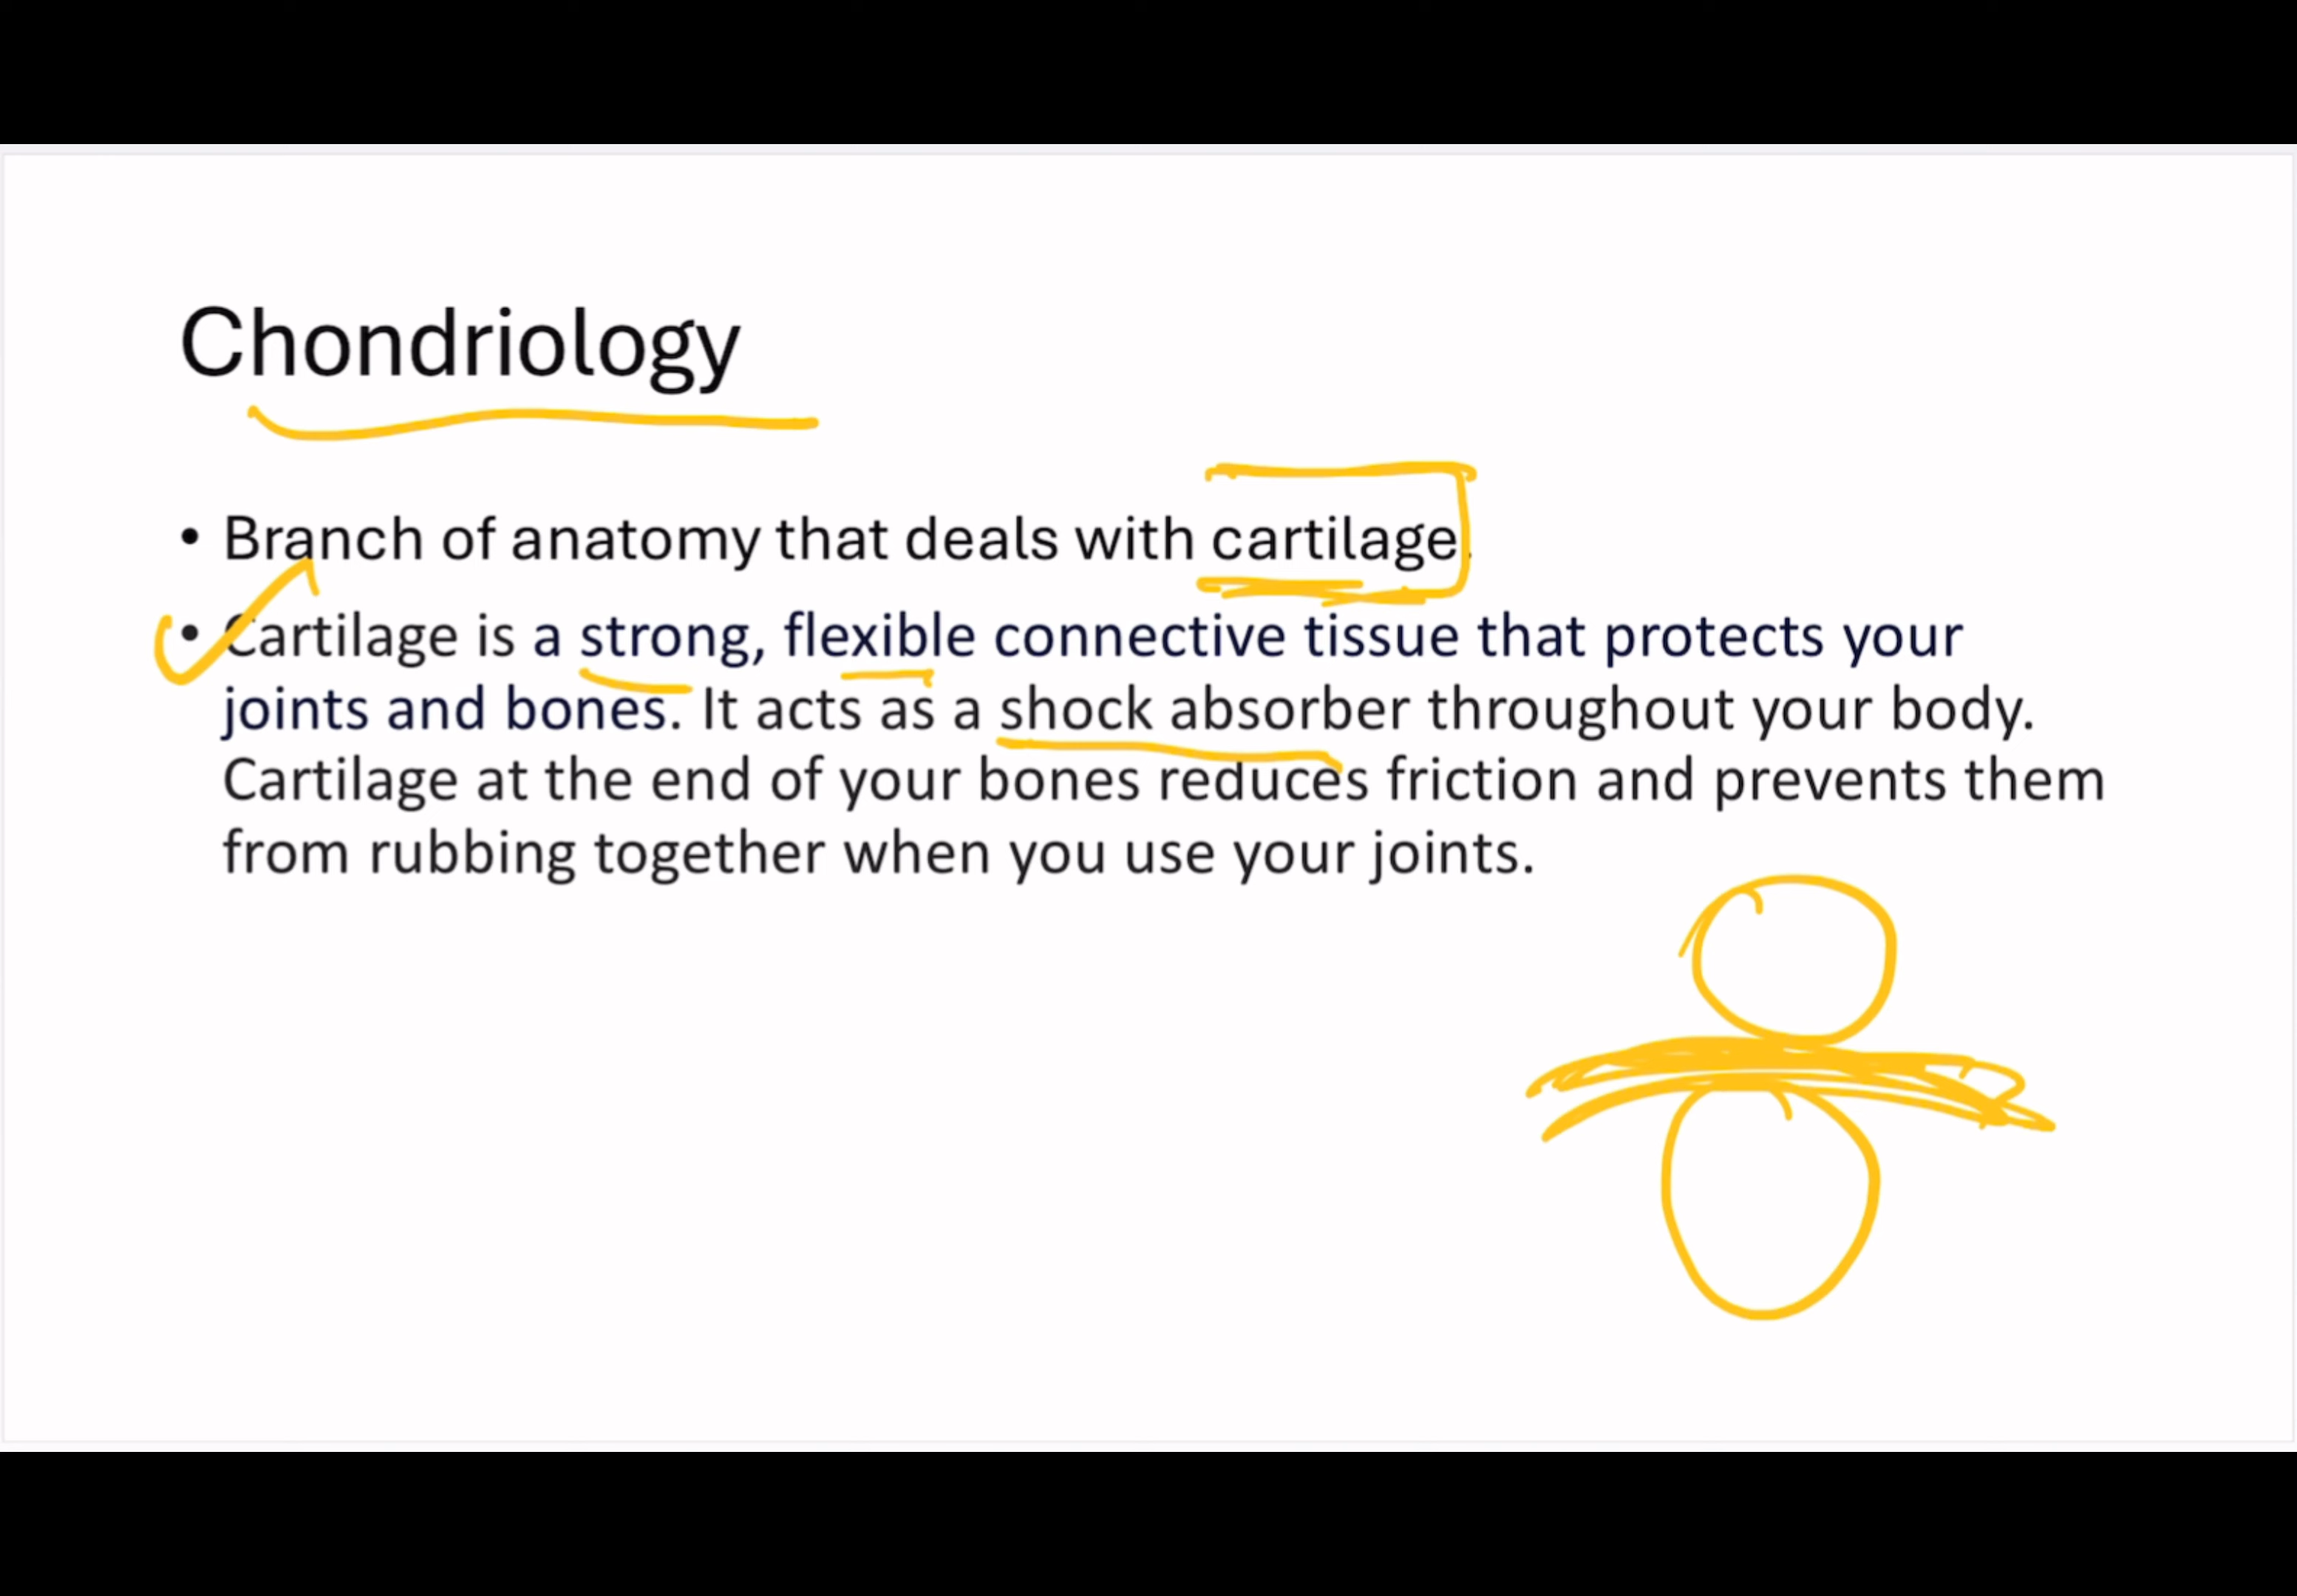 Chondriology
• Branch of anatomy that deals with cartilage.
• Cartilage is a strong, flexible connective tissue that protects your
joints and bones. It acts as a shock absorber throughout your body.
Cartilage at the end of your bones reduces friction and prevents them
from rubbing together when you use your joints.